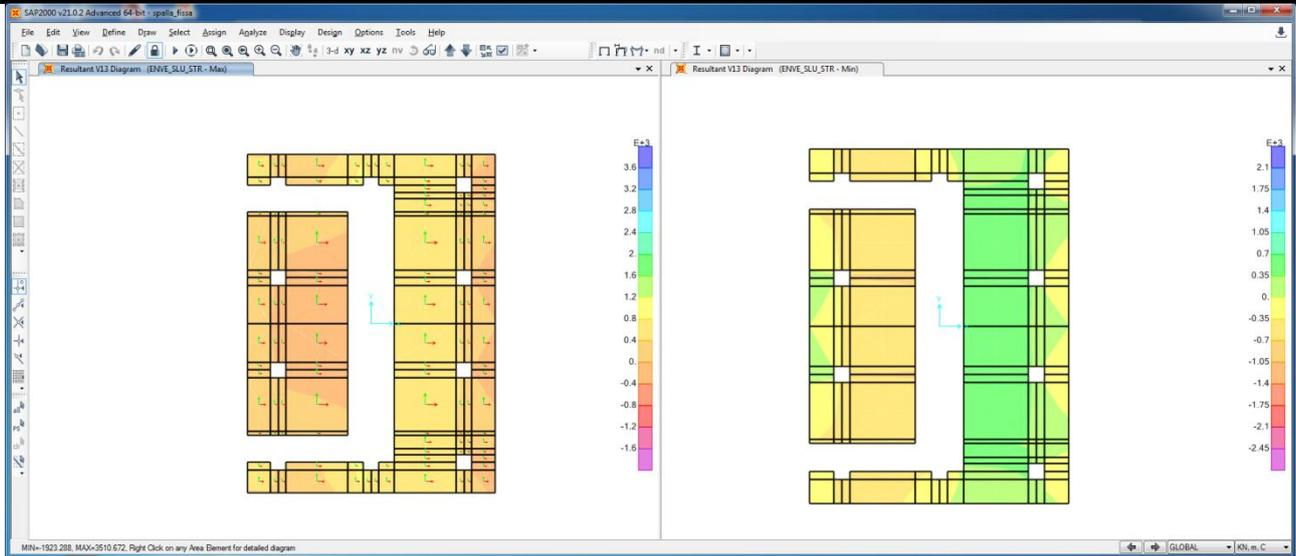 SAP2000 v21.0.2 Advanced 64-bit - spalla_fissa
File Edit View Define Draw Select Assign Analyze Display Design Options Tools Help
3-d xy xz yz nv nd
Resultant V13 Diagram (ENVE_SLU_STR - Max)
Resultant V13 Diagram (ENVE_SLU_STR - Min)
E+3
3.6
3.2
2.8
2.4
2.
1.6
1.2
0.8
0.4
0.
-0.4
-0.8
-1.2
-1.6
E+3
2.1
1.75
1.4
1.05
0.7
0.35
0.
-0.35
-0.7
-1.05
-1.4
-1.75
-2.1
-2.45
MIN=-1923.288, MAX=3510.672, Right Click on any Area Element for detailed diagram
GLOBAL
KN, m, C